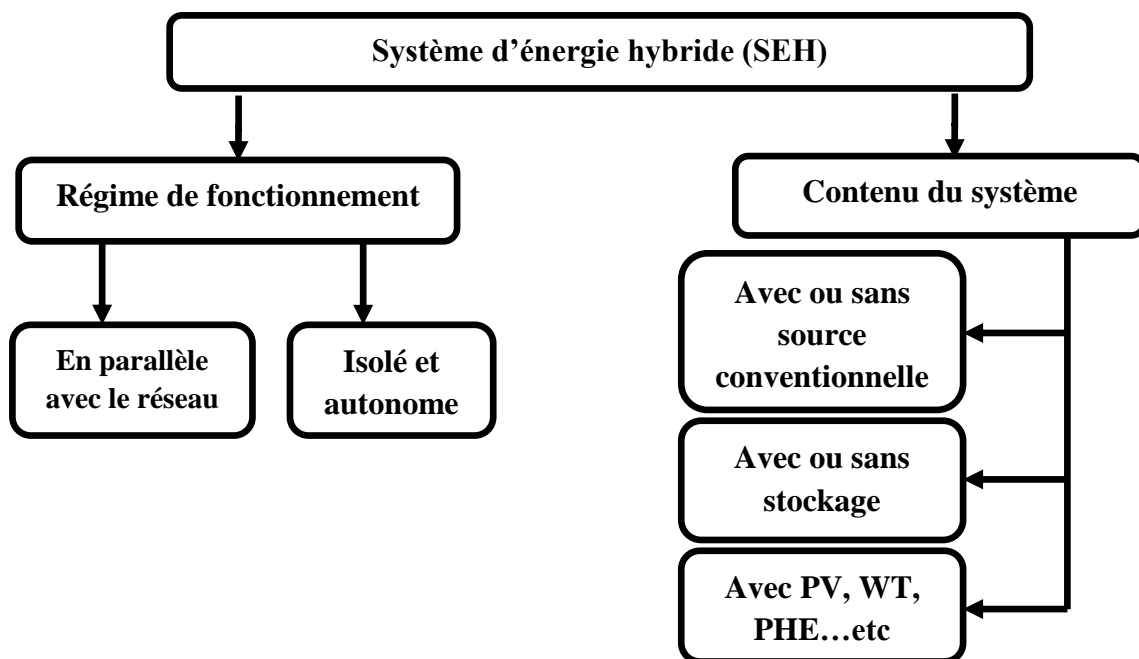 Système d’énergie hybride (SEH)
Régime de fonctionnement
Contenu du système
En parallèle
avec le réseau
Isolé et
autonome
Avec ou sans
source
conventionnelle
Avec ou sans
stockage
Avec PV, WT,
PHE…etc